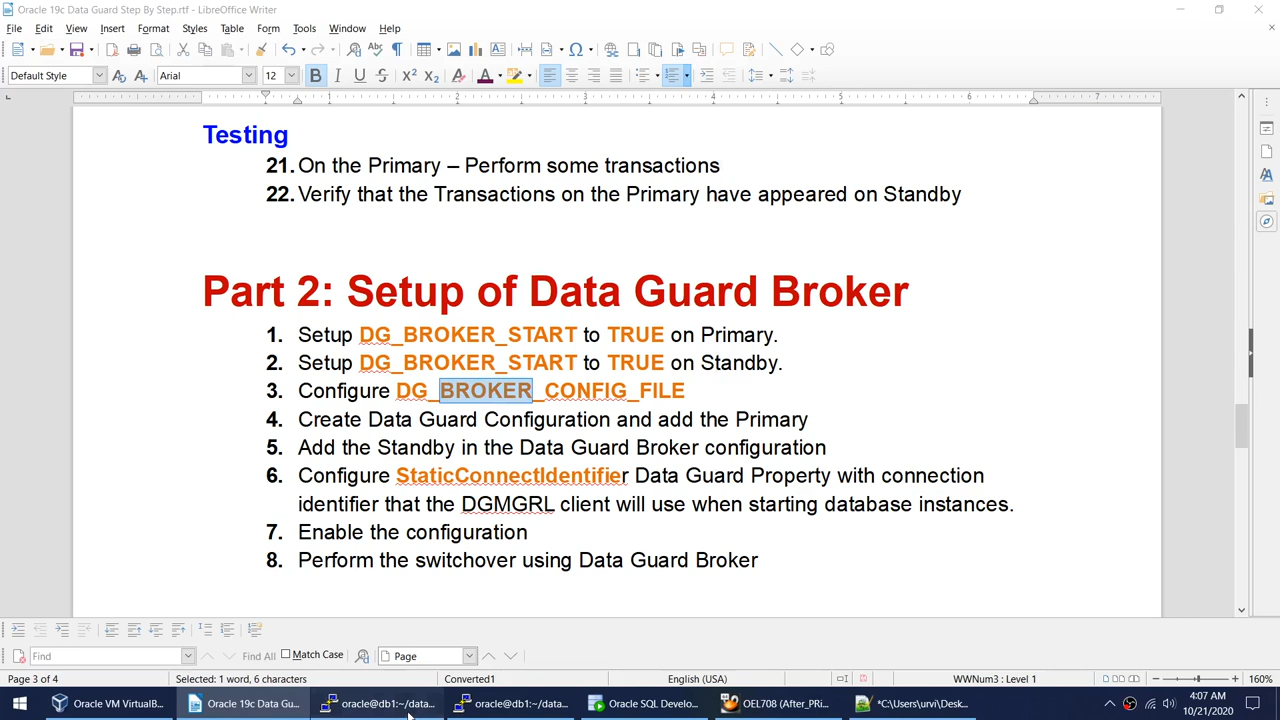 Oracle 19c Data Guard Step By Step.rtf - LibreOffice Writer
File Edit View Insert Format Styles Table Form Tools Window Help
Default Style Arial 12
1 2 3 4 5 6 7
Testing
21. On the Primary – Perform some transactions
22. Verify that the Transactions on the Primary have appeared on Standby
Part 2: Setup of Data Guard Broker
1. Setup DG_BROKER_START to TRUE on Primary.
2. Setup DG_BROKER_START to TRUE on Standby.
3. Configure DG_BROKER_CONFIG_FILE
4. Create Data Guard Configuration and add the Primary
5. Add the Standby in the Data Guard Broker configuration
6. Configure StaticConnectIdentifier Data Guard Property with connection
identifier that the DGMGRL client will use when starting database instances.
7. Enable the configuration
8. Perform the switchover using Data Guard Broker
Find Find All Match Case Page
Page 3 of 4 Selected: 1 word, 6 characters Converted1 English (USA) WWNum3 : Level 1 160%
Oracle VM VirtualB... Oracle 19c Data Gu... oracle@db1:~/data... oracle@db1:~/data... Oracle SQL Develo... OEL708 (After_PRi... *C:\Users\urvi\Desk... 4:07 AM
10/21/2020